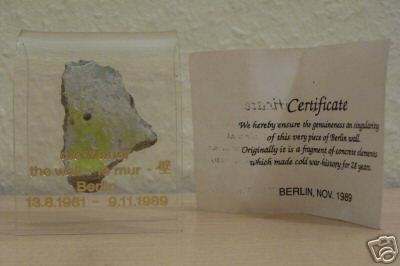 the wall · le mur · 壁
Berlin
13.8.1961 - 9.11.1989
Certificate
We hereby ensure the genuineness an singularity
of this very piece of Berlin wall.
Originally it is a fragment of concrete elements
which made cold war-history for 28 years.
BERLIN, NOV. 1989
eBay